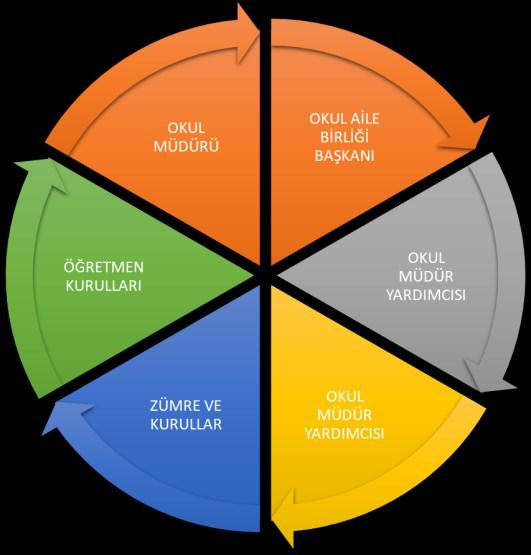 OKUL
MÜDÜRÜ
OKUL AİLE
BİRLİĞİ
BAŞKANI
OKUL
MÜDÜR
YARDIMCISI
OKUL
MÜDÜR
YARDIMCISI
ZÜMRE VE
KURULLAR
ÖĞRETMEN
KURULLARI